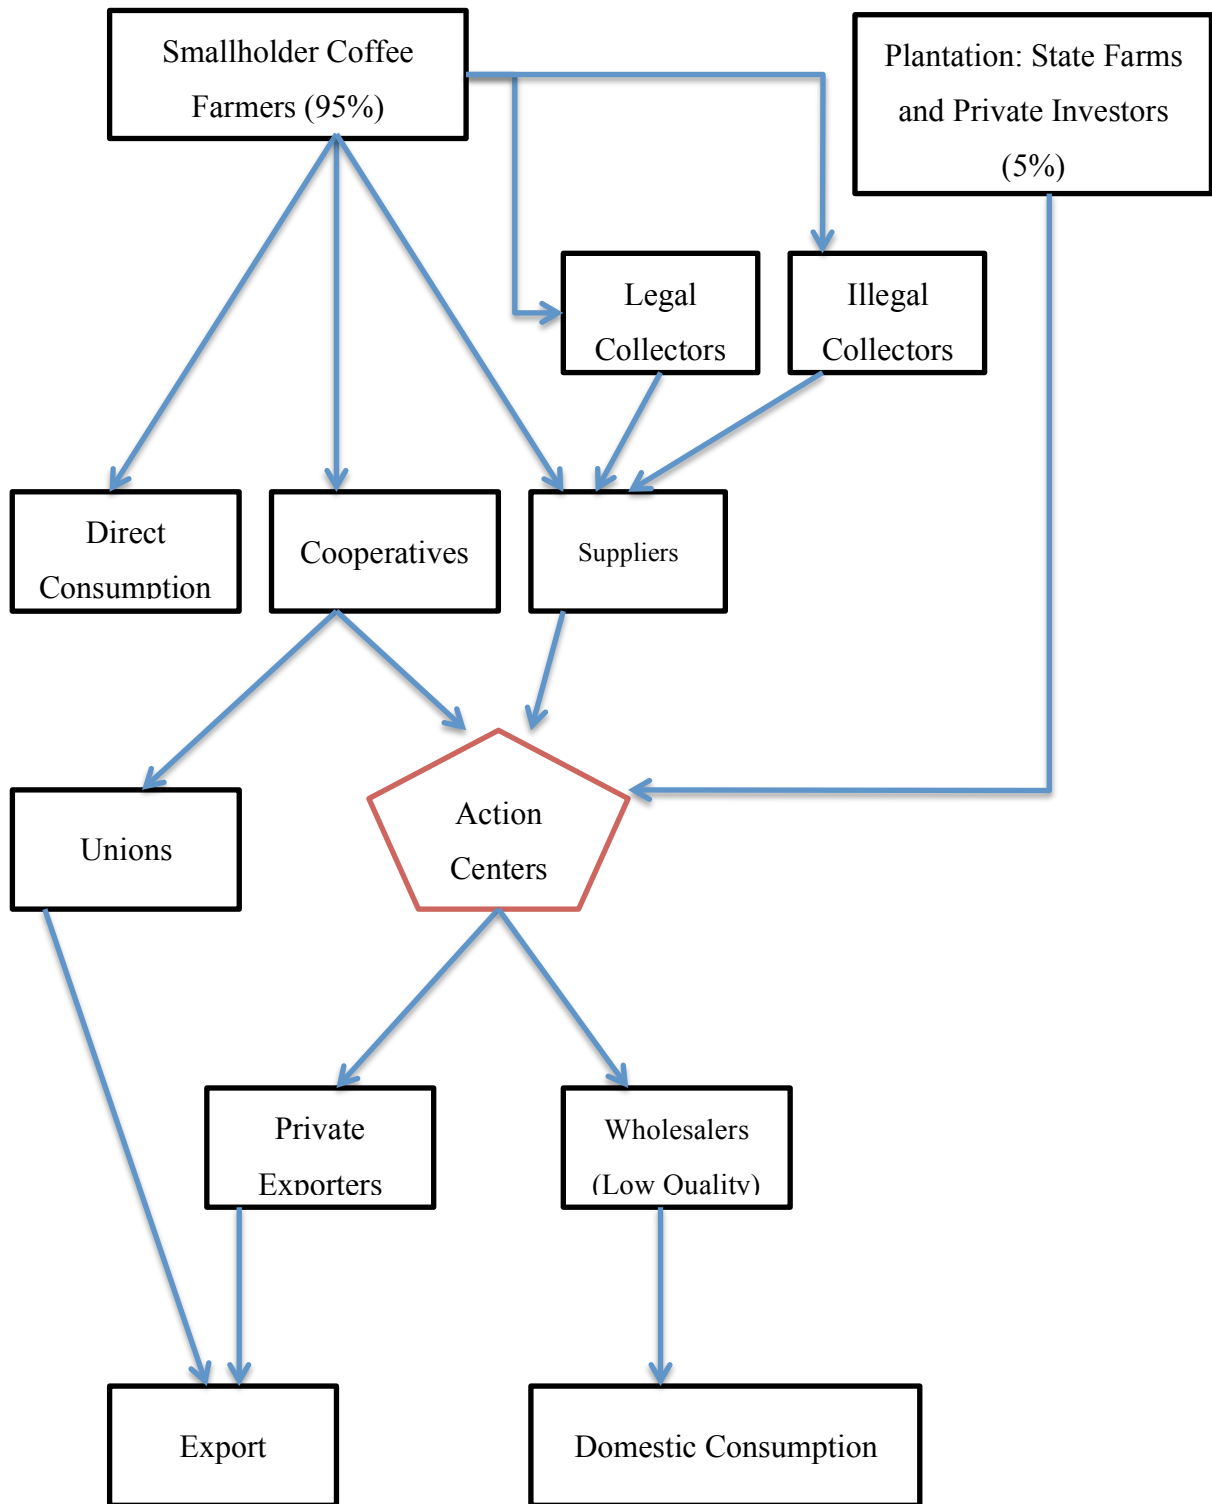 Smallholder Coffee
Farmers (95%)
Plantation: State Farms
and Private Investors
(5%)
Legal
Collectors
Illegal
Collectors
Direct
Consumption
Cooperatives
Suppliers
Unions
Action
Centers
Private
Exporters
Wholesalers
(Low Quality)
Export
Domestic Consumption